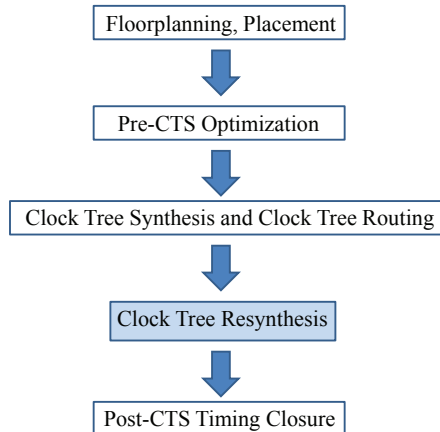 Floorplanning, Placement
Pre-CTS Optimization
Clock Tree Synthesis and Clock Tree Routing
Clock Tree Resynthesis
Post-CTS Timing Closure